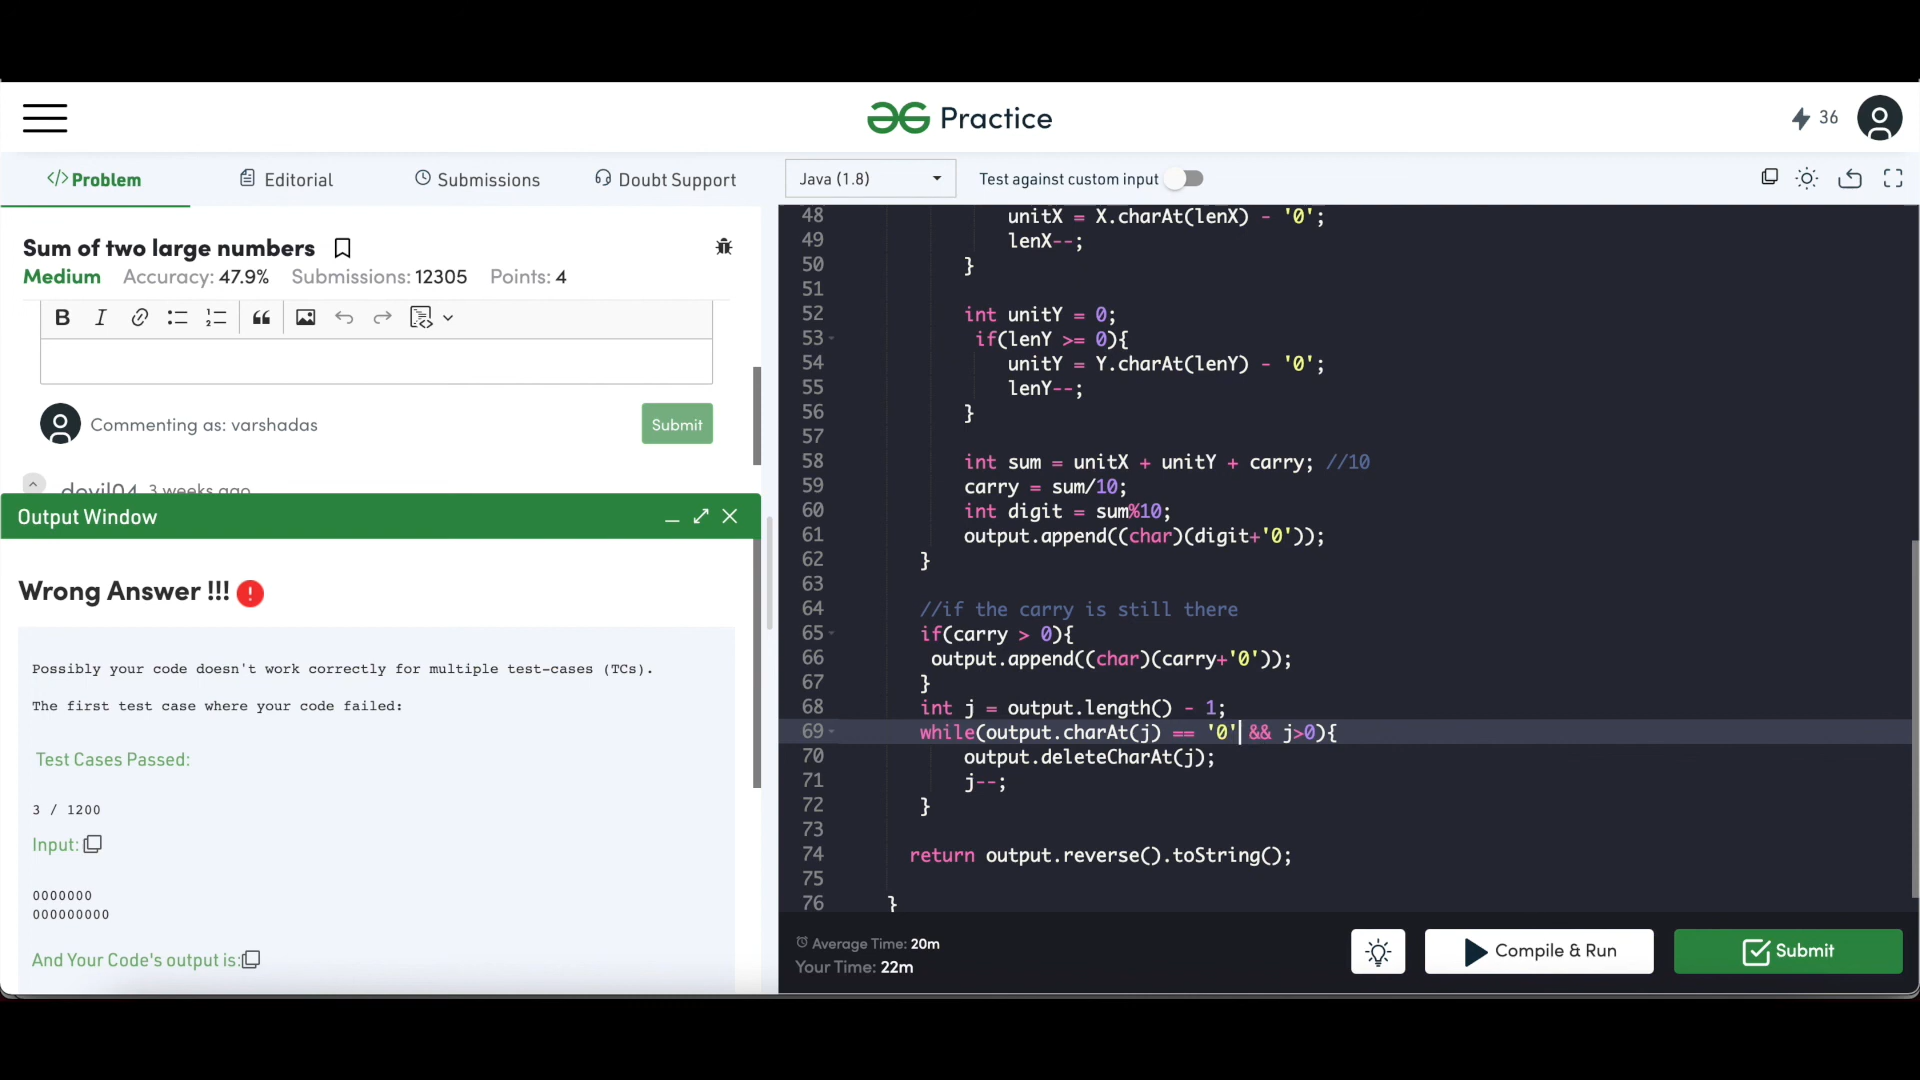 Practice
36
Problem
Editorial
Submissions
Doubt Support
Java (1.8)
Test against custom input
Sum of two large numbers
Medium Accuracy: 47.9% Submissions: 12305 Points: 4
B I
Commenting as: varshadas
Submit
devil04 3 weeks ago
Output Window
Wrong Answer !!!
Possibly your code doesn't work correctly for multiple test-cases (TCs).
The first test case where your code failed:
Test Cases Passed:
3 / 1200
Input:
0000000
000000000
And Your Code's output is:
48 unitX = X.charAt(lenX) - '0';
49 lenX--;
50 }
51
52 int unitY = 0;
53 if(lenY >= 0){
54 unitY = Y.charAt(lenY) - '0';
55 lenY--;
56 }
57
58 int sum = unitX + unitY + carry; //10
59 carry = sum/10;
60 int digit = sum%10;
61 output.append((char)(digit+'0'));
62 }
63
64 //if the carry is still there
65 if(carry > 0){
66 output.append((char)(carry+'0'));
67 }
68 int j = output.length() - 1;
69 while(output.charAt(j) == '0' && j>0){
70 output.deleteCharAt(j);
71 j--;
72 }
73
74 return output.reverse().toString();
75
76 }
Average Time: 20m
Your Time: 22m
Compile & Run
Submit